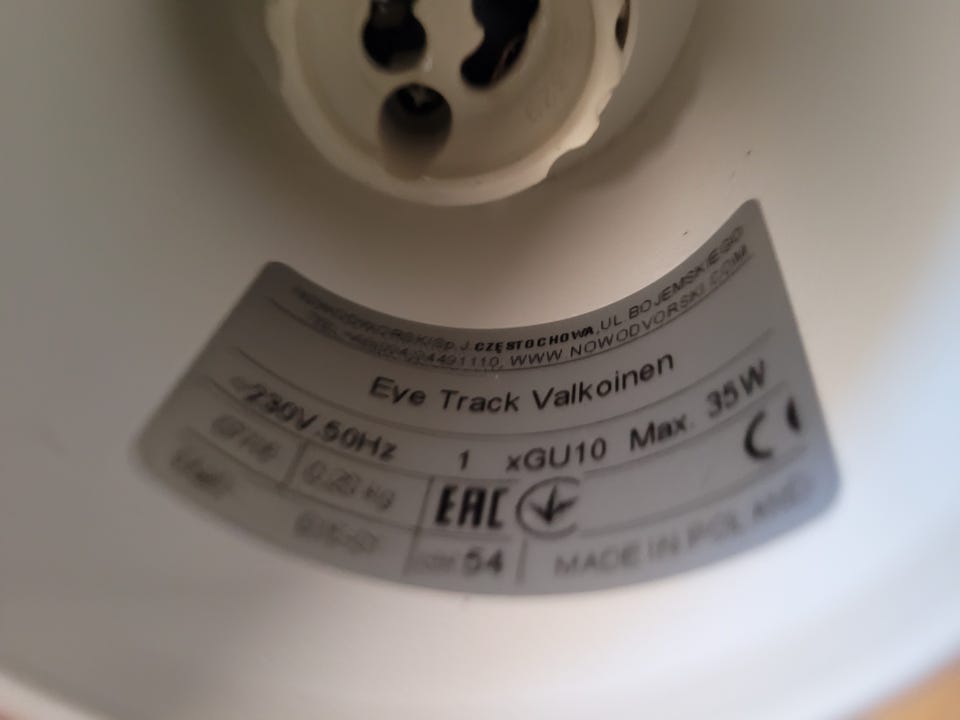 CZĘSTOCHOWA, UL. BOJEMSKIEGO
WWW NOWODVORSKI.COM
Eye Track Valkoinen
230V 50Hz 1 xGU10 Max. 35W
EAC CE
54 MADE IN POLAND